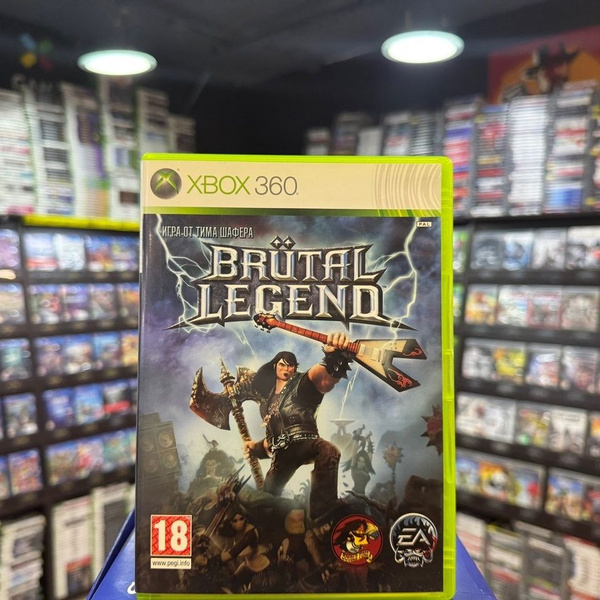 XBOX 360
PAL
ИГРА ОТ ТИМА ШАФЕРА
BRÜTAL
LEGEND
18
www.pegi.info
EA